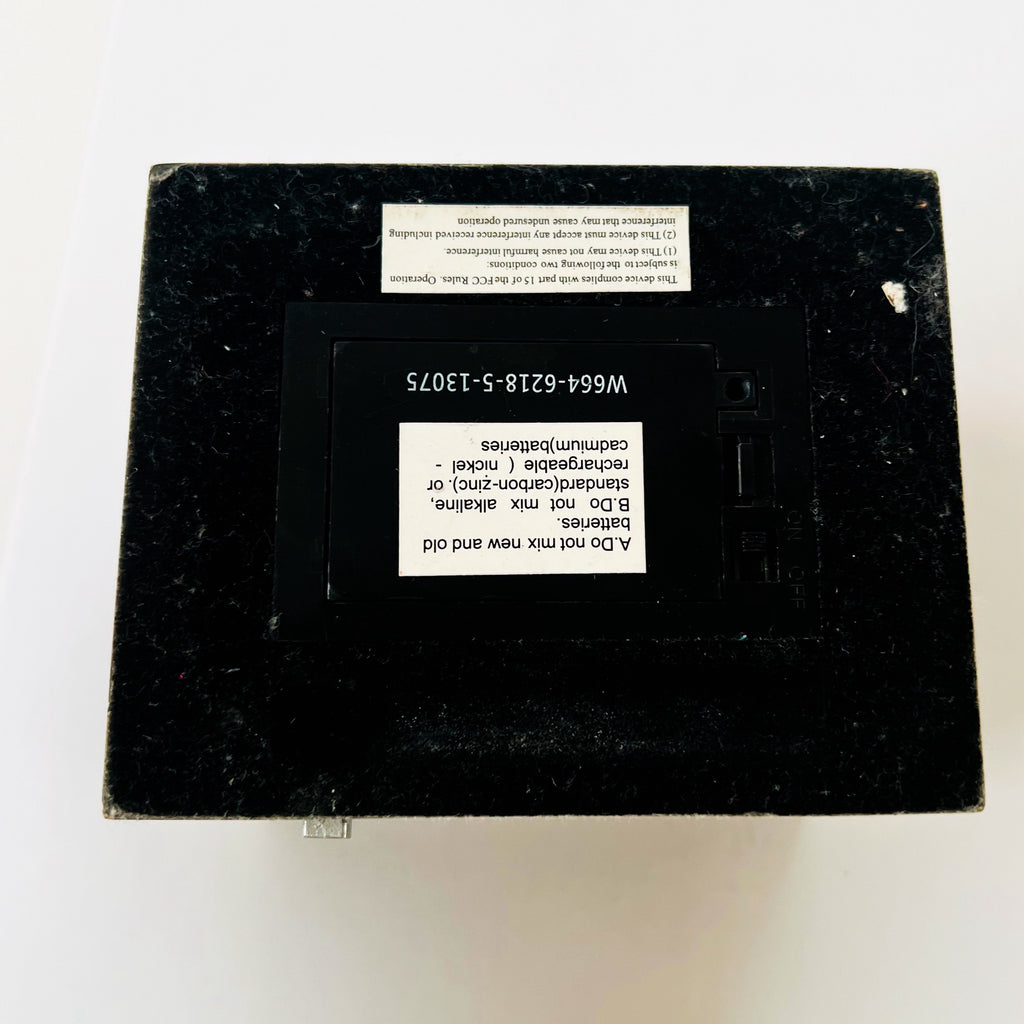 This device complies with part 15 of the FCC Rules. Operation
is subject to the following two conditions:
(1) This device may not cause harmful interference.
(2) This device must accept any interference received including
interference that may cause undesured operation
W664-6218-5-13075
A.Do not mix new and old
batteries.
B.Do not mix alkaline,
standard(carbon-zinc). or
rechargeable ( nickel -
cadmium)batteries
ON OFF